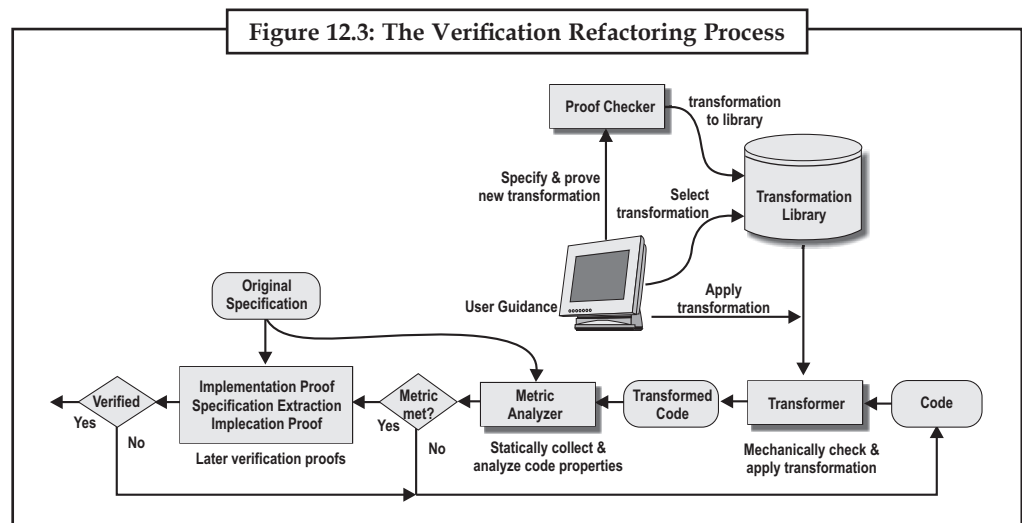 Figure 12.3: The Verification Refactoring Process
Proof Checker
transformation
to library
Specify & prove
new transformation
Select
transformation
Transformation
Library
Original
Specification
User Guidance
Apply
transformation
Verified
Yes
No
Implementation Proof
Specification Extraction
Implecation Proof
Later verification proofs
Metric
met?
Yes
No
Metric
Analyzer
Statically collect &
analyze code properties
Transformed
Code
Transformer
Mechanically check &
apply transformation
Code